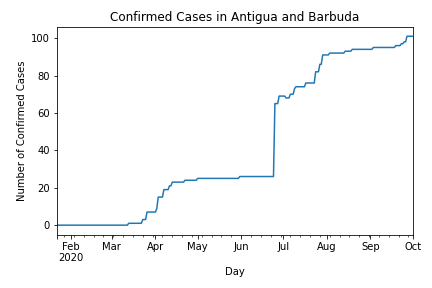 Confirmed Cases in Antigua and Barbuda
Number of Confirmed Cases
100
80
60
40
20
0
Feb Mar Apr May Jun Jul Aug Sep Oct
2020
Day